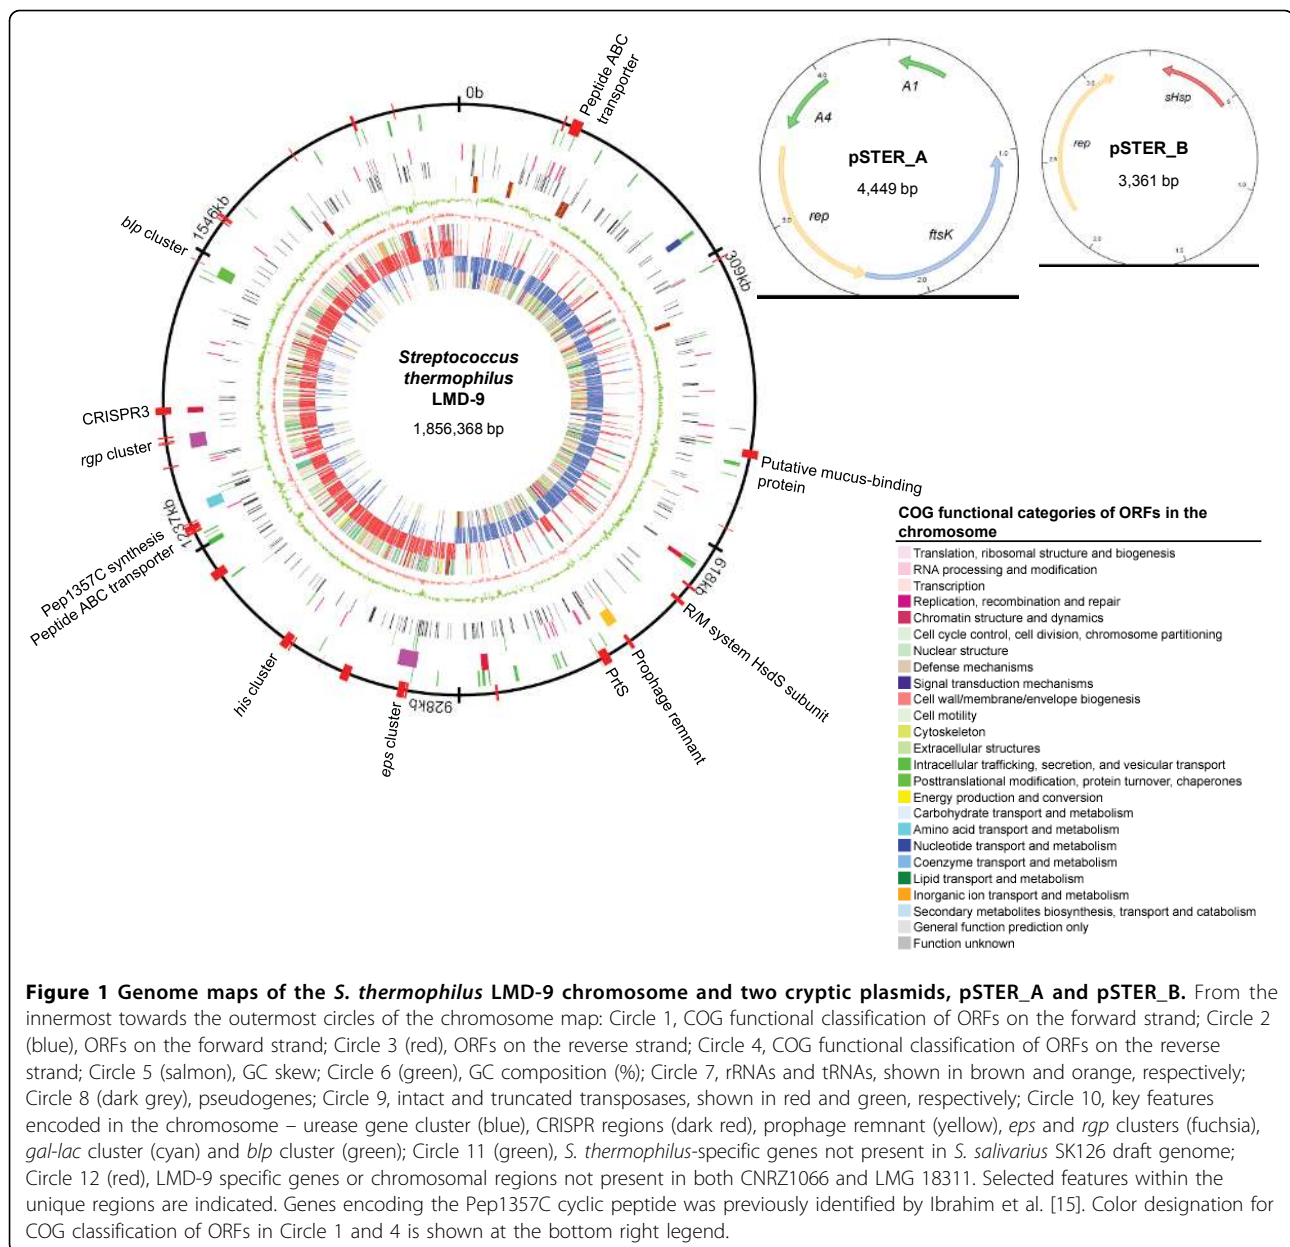 0b
Peptide ABC
transporter
309kb
Putative mucus-binding
protein
618kb
R/M system HsdS subunit
Prophage remnant
PrtS
928kb
eps cluster
his cluster
Peptide ABC transporter
Pep1357C synthesis
1237kb
rgp cluster
CRISPR3
blp cluster
1546kb
Streptococcus
thermophilus
LMD-9
1,856,368 bp
A1
4.0
A4
pSTER_A
4,449 bp
1.0
rep
3.0
ftsK
2.0
3.0
sHsp
rep
pSTER_B
3,361 bp
1.0
2.0
1.5
COG functional categories of ORFs in the
chromosome
Translation, ribosomal structure and biogenesis
RNA processing and modification
Transcription
Replication, recombination and repair
Chromatin structure and dynamics
Cell cycle control, cell division, chromosome partitioning
Nuclear structure
Defense mechanisms
Signal transduction mechanisms
Cell wall/membrane/envelope biogenesis
Cell motility
Cytoskeleton
Extracellular structures
Intracellular trafficking, secretion, and vesicular transport
Posttranslational modification, protein turnover, chaperones
Energy production and conversion
Carbohydrate transport and metabolism
Amino acid transport and metabolism
Nucleotide transport and metabolism
Coenzyme transport and metabolism
Lipid transport and metabolism
Inorganic ion transport and metabolism
Secondary metabolites biosynthesis, transport and catabolism
General function prediction only
Function unknown
Figure 1 Genome maps of the S. thermophilus LMD-9 chromosome and two cryptic plasmids, pSTER_A and pSTER_B. From the
innermost towards the outermost circles of the chromosome map: Circle 1, COG functional classification of ORFs on the forward strand; Circle 2
(blue), ORFs on the forward strand; Circle 3 (red), ORFs on the reverse strand; Circle 4, COG functional classification of ORFs on the reverse
strand; Circle 5 (salmon), GC skew; Circle 6 (green), GC composition (%); Circle 7, rRNAs and tRNAs, shown in brown and orange, respectively;
Circle 8 (dark grey), pseudogenes; Circle 9, intact and truncated transposases, shown in red and green, respectively; Circle 10, key features
encoded in the chromosome – urease gene cluster (blue), CRISPR regions (dark red), prophage remnant (yellow), eps and rgp clusters (fuchsia),
gal-lac cluster (cyan) and blp cluster (green); Circle 11 (green), S. thermophilus-specific genes not present in S. salivarius SK126 draft genome;
Circle 12 (red), LMD-9 specific genes or chromosomal regions not present in both CNRZ1066 and LMG 18311. Selected features within the
unique regions are indicated. Genes encoding the Pep1357C cyclic peptide was previously identified by Ibrahim et al. [15]. Color designation for
COG classification of ORFs in Circle 1 and 4 is shown at the bottom right legend.